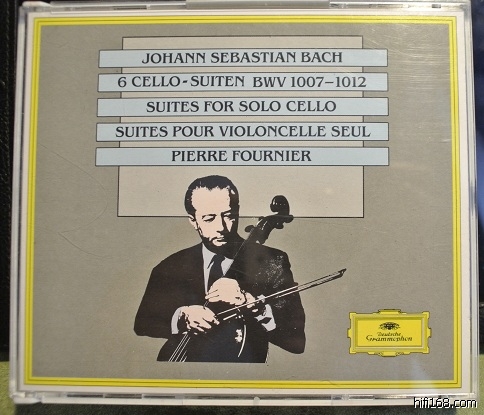 JOHANN SEBASTIAN BACH
6 CELLO-SUITEN BWV 1007–1012
SUITES FOR SOLO CELLO
SUITES POUR VIOLONCELLE SEUL
PIERRE FOURNIER
Deutsche
Grammophon
hifi168.com